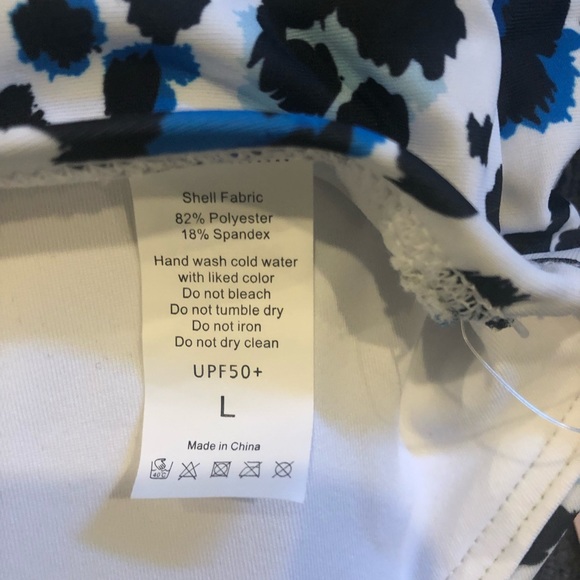 Shell Fabric
82% Polyester
18% Spandex
Hand wash cold water
with liked color
Do not bleach
Do not tumble dry
Do not iron
Do not dry clean
UPF50+
L
Made in China